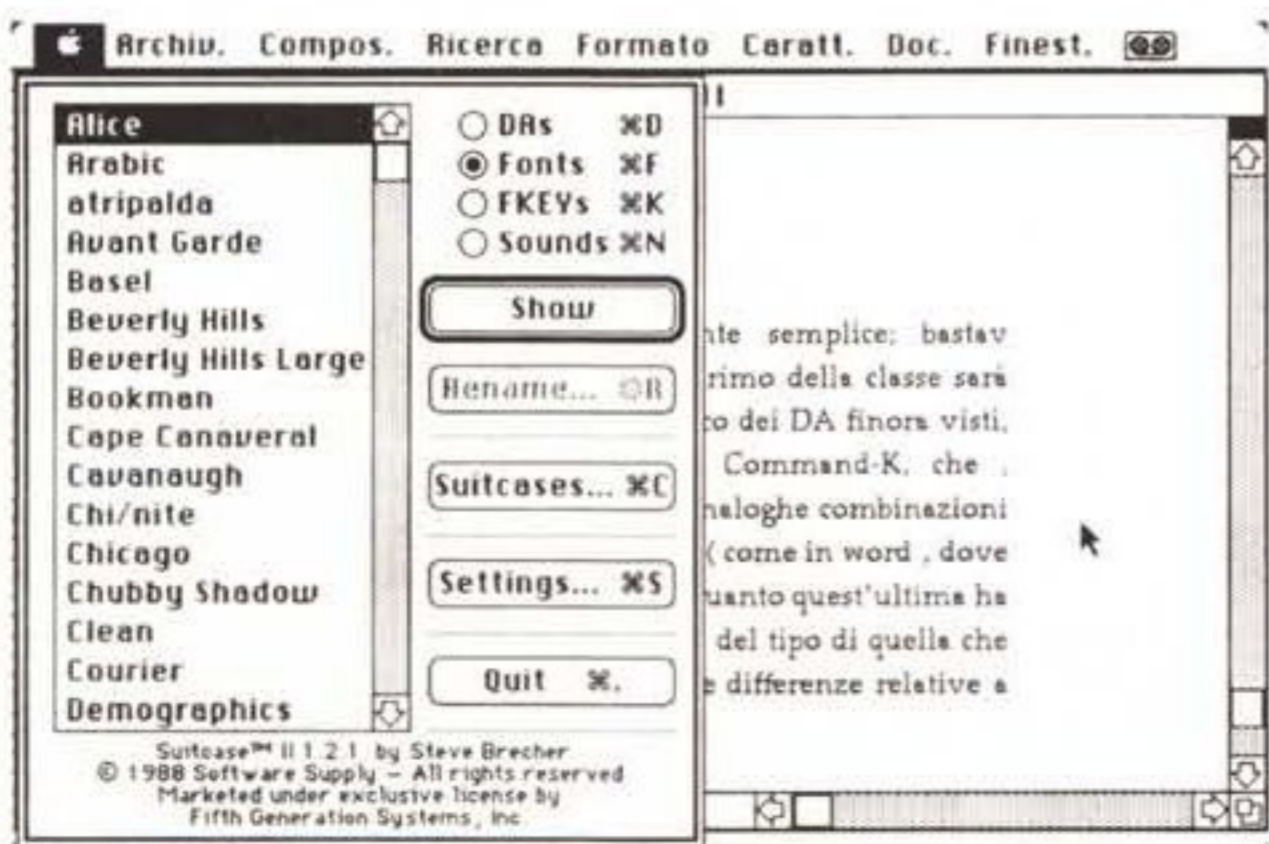 Archiv. Compos. Ricerca Formato Caratt. Doc. Finest.
Alice
Arabic
atripalda
Avant Garde
Basel
Beverly Hills
Beverly Hills Large
Bookman
Cape Canaveral
Cavanaugh
Chi/nite
Chicago
Chubby Shadow
Clean
Courier
Demographics
DAs ⌘D
Fonts ⌘F
FKEYs ⌘K
Sounds ⌘N
Show
Rename... ⌘R
Suitcases... ⌘C
Settings... ⌘S
Quit ⌘.
Suitcase™ II 1.2.1 by Steve Brecher
© 1988 Software Supply – All rights reserved
Marketed under exclusive license by
Fifth Generation Systems, Inc
nte semplice; bastav
rimo della classe sarà
co dei DA finora visti,
Command-K, che ,
naloghe combinazioni
( come in word , dove
uanto quest'ultima ha
del tipo di quella che
e differenze relative a